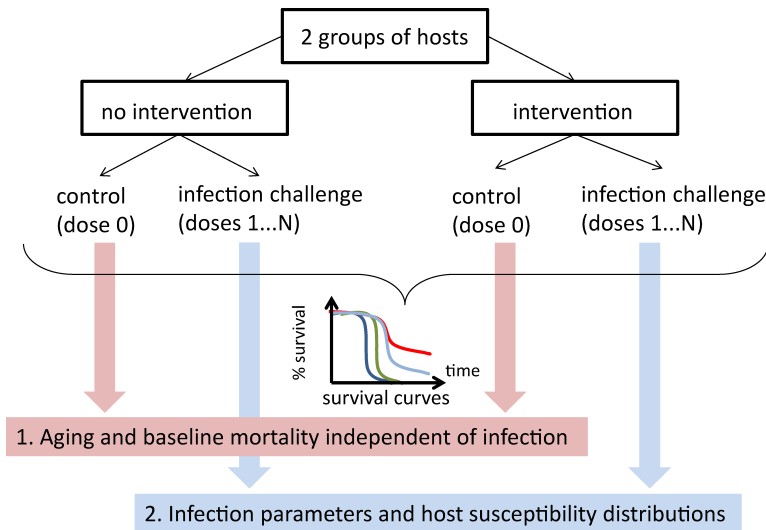 2 groups of hosts
no intervention
intervention
control
(dose 0)
infection challenge
(doses 1...N)
control
(dose 0)
infection challenge
(doses 1...N)
% survival
time
survival curves
1. Aging and baseline mortality independent of infection
2. Infection parameters and host susceptibility distributions